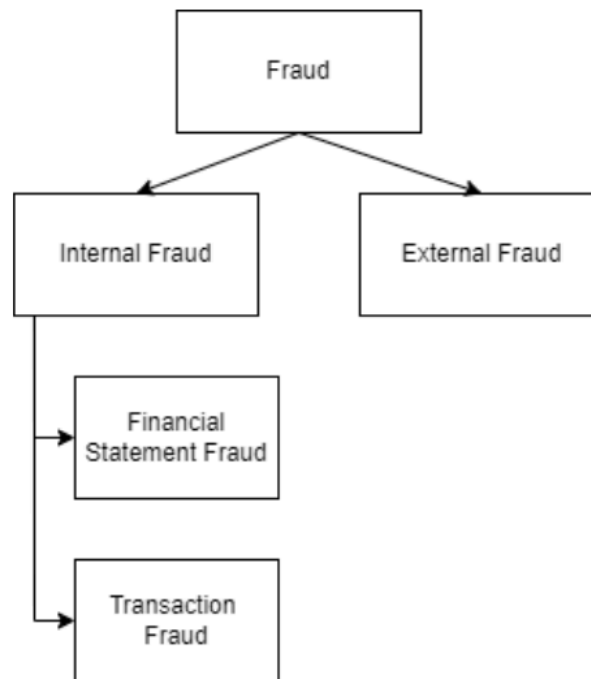 Fraud
Internal Fraud
External Fraud
Financial
Statement Fraud
Transaction
Fraud